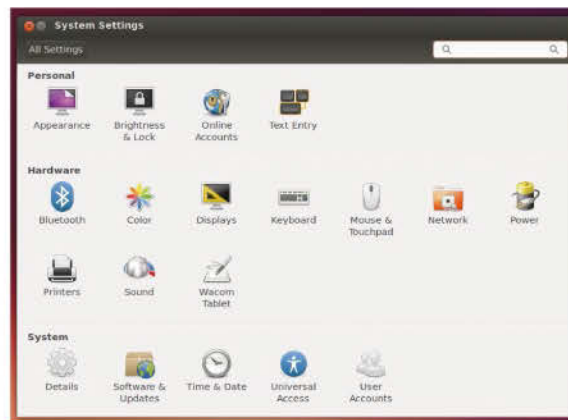 System Settings
All Settings
Personal
Appearance
Brightness
& Lock
Online
Accounts
Text Entry
Hardware
Bluetooth
Color
Displays
Keyboard
Mouse &
Touchpad
Network
Power
Printers
Sound
Wacom
Tablet
System
Details
Software &
Updates
Time & Date
Universal
Access
User
Accounts